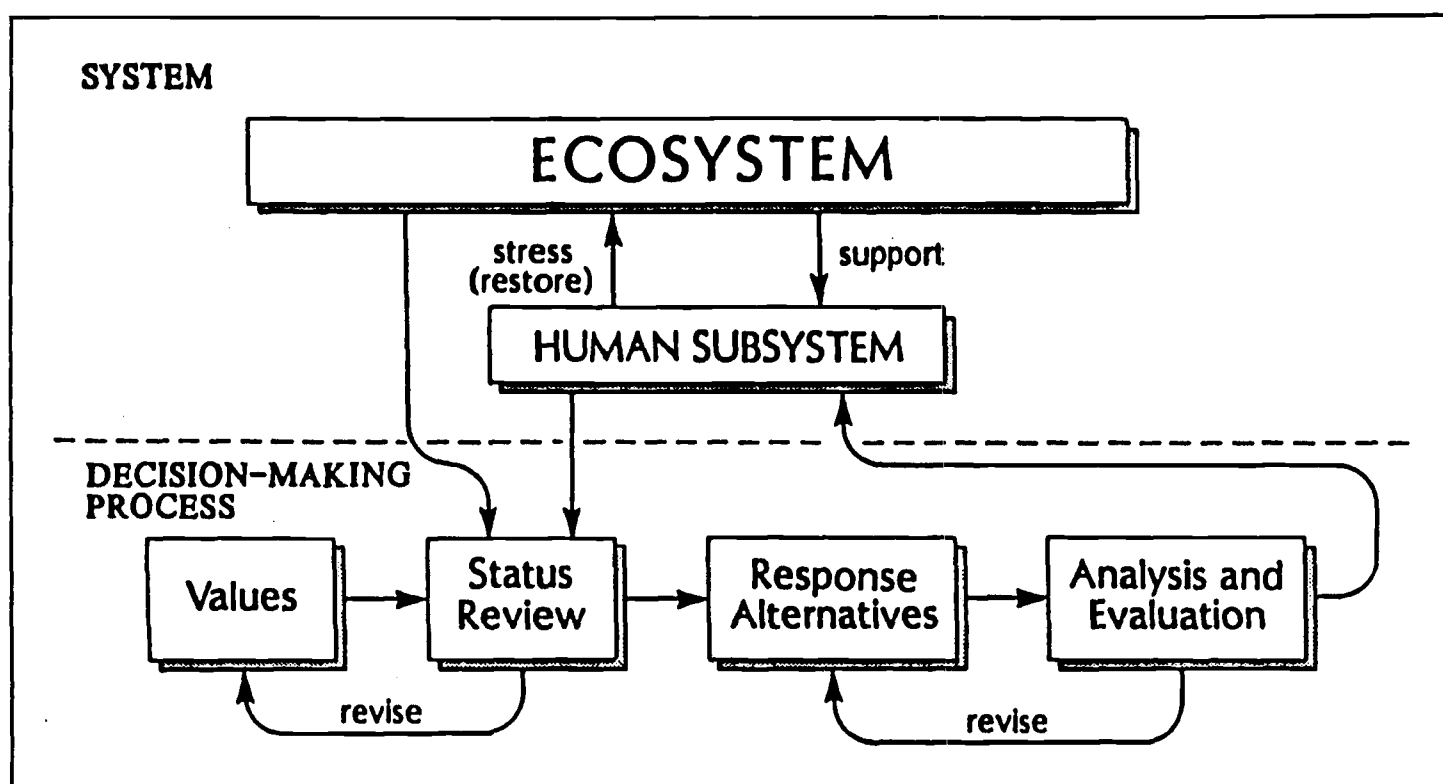 SYSTEM
ECOSYSTEM
stress
(restore)
support
HUMAN SUBSYSTEM
DECISION-MAKING
PROCESS
Values
Status
Review
Response
Alternatives
Analysis and
Evaluation
revise
revise